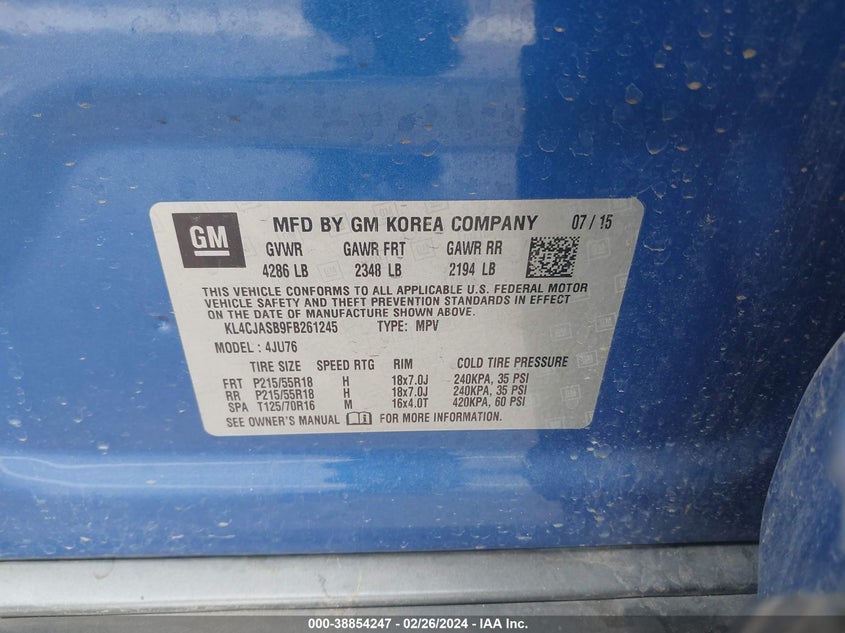 GM
MFD BY GM KOREA COMPANY 07 / 15
GVWR GAWR FRT GAWR RR
4286 LB 2348 LB 2194 LB
THIS VEHICLE CONFORMS TO ALL APPLICABLE U.S. FEDERAL MOTOR
VEHICLE SAFETY AND THEFT PREVENTION STANDARDS IN EFFECT
ON THE DATE OF MANUFACTURE SHOWN ABOVE.
KL4CJASB9FB261245 TYPE: MPV
MODEL : 4JU76
TIRE SIZE SPEED RTG RIM COLD TIRE PRESSURE
FRT P215/55R18 H 18x7.0J 240KPA, 35 PSI
RR P215/55R18 H 18x7.0J 240KPA, 35 PSI
SPA T125/70R16 M 16x4.0T 420KPA, 60 PSI
SEE OWNER'S MANUAL FOR MORE INFORMATION.
000-38854247 - 02/26/2024 - IAA Inc.